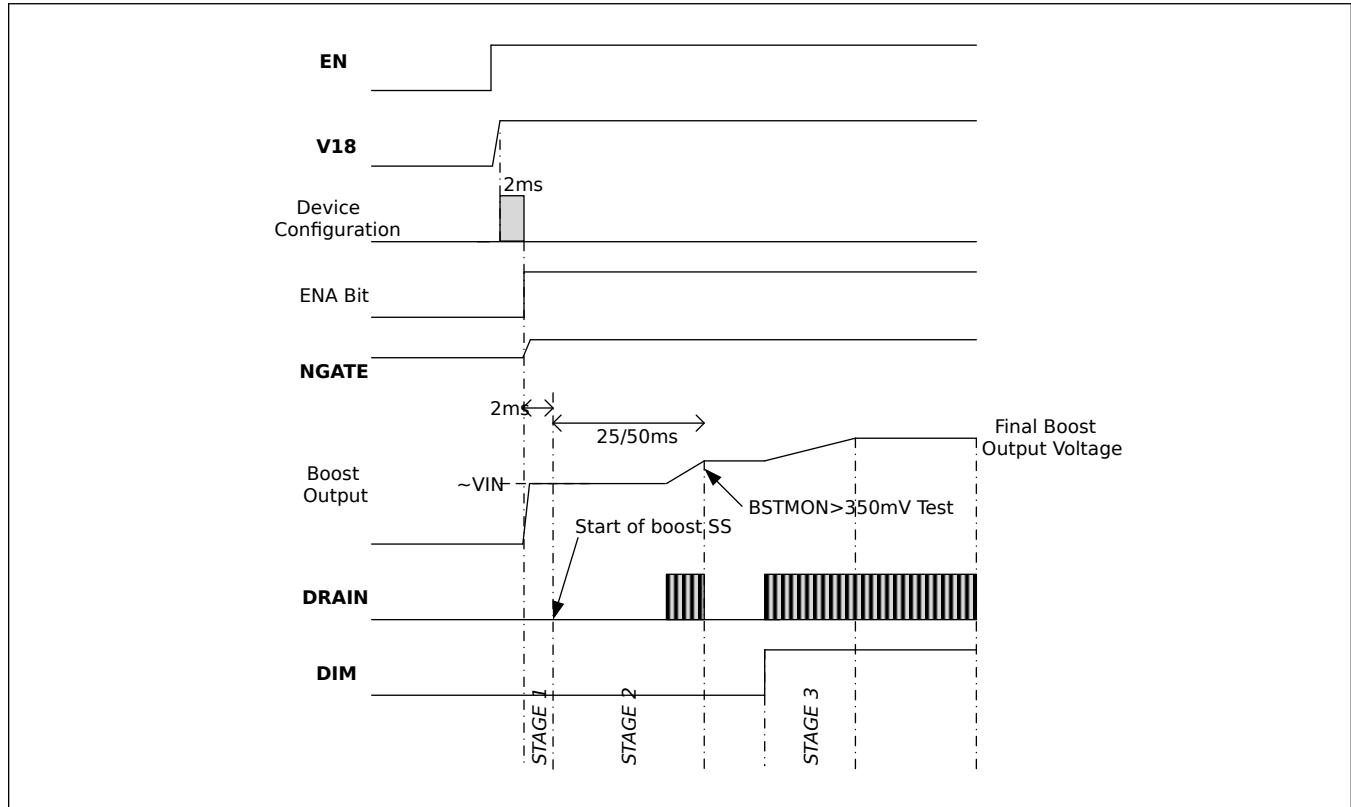 EN
V18
2ms
Device
Configuration
ENA Bit
NGATE
2ms
25/50ms
Final Boost
Output Voltage
Boost
Output
~VIN
BSTMON>350mV Test
Start of boost SS
DRAIN
DIM
STAGE 1
STAGE 2
STAGE 3